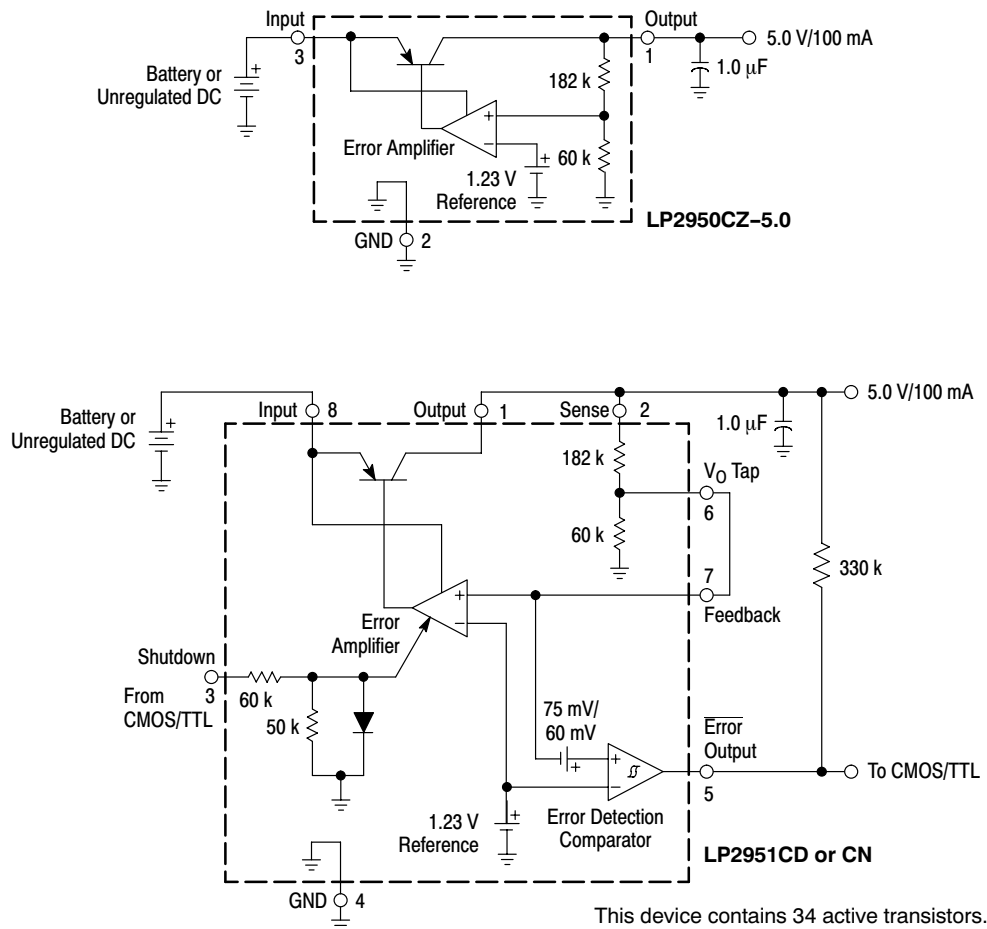 Input
3
Output
1
5.0 V/100 mA
1.0 µF
Battery or
Unregulated DC
+
182 k
+
−
Error Amplifier
60 k
+
1.23 V
Reference
LP2950CZ−5.0
GND 2
5.0 V/100 mA
Battery or
Unregulated DC
+
Input 8
Output 1
Sense 2
1.0 µF
182 k
VO Tap
6
60 k
330 k
7
Feedback
+
−
Error
Amplifier
Shutdown
3
From
CMOS/TTL
60 k
50 k
75 mV/
60 mV
+
+
−
Error
Output
5
To CMOS/TTL
+
1.23 V
Reference
Error Detection
Comparator
LP2951CD or CN
GND 4
This device contains 34 active transistors.